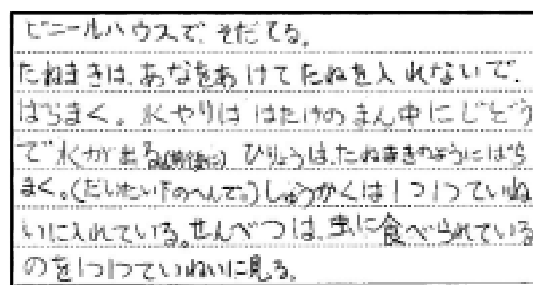 ビニールハウスで、そだてる。
たねまきは、あなをあけてたねを入れないで、
ばらまく。水やりははたけのまん中にじどう
で水が出る ひりょうは、たねまきのようにばら
まく。(だいたい下のへんで。)しゅうかくは1つ1つていね
いに入れている。せんべつは、虫に食べられている
のを1つ1つていねいに見る。